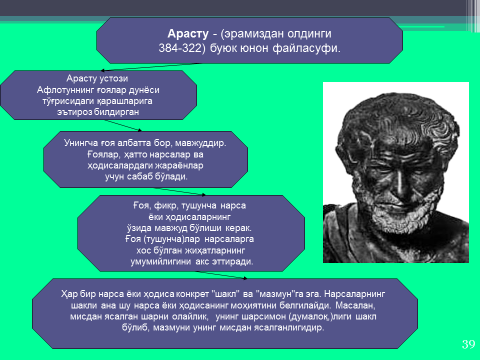 Арасту - (эрамиздан олдинги
384-322) буюк юнон файласуфи.
Арасту устози
Афлотуннинг ғоялар дунёси
тўғрисидаги қарашларига
эътироз билдирган
Унингча ғоя албатта бор, мавжуддир.
Ғоялар, ҳатто нарсалар ва
ҳодисалардаги жараёнлар
учун сабаб бўлади.
Ғоя, фикр, тушунча нарса
ёки ҳодисаларнинг
ўзида мавжуд бўлиши керак.
Ғоя (тушунча)лар нарсаларга
хос бўлган жиҳатларнинг
умумийлигини акс эттиради.
Ҳар бир нарса ёки ҳодиса конкрет "шакл" ва "мазмун"га эга. Нарсаларнинг
шакли ана шу нарса ёки ҳодисанинг моҳиятини белгилайди. Масалан,
мисдан ясалган шарни олайлик, унинг шарсимон (думалоқ,)лиги шакл
бўлиб, мазмуни унинг мисдан ясалганлигидир.
39